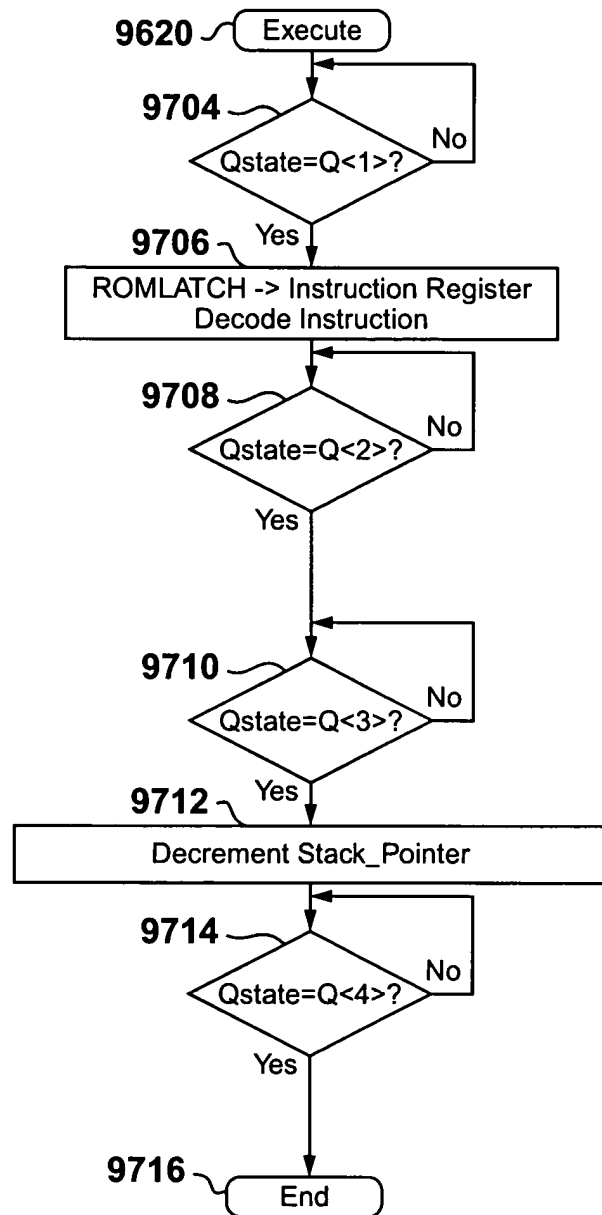 9620
Execute
9704
Qstate=Q<1>?
No
Yes
9706
ROMLATCH -> Instruction Register
Decode Instruction
9708
Qstate=Q<2>?
No
Yes
9710
Qstate=Q<3>?
No
Yes
9712
Decrement Stack_Pointer
9714
Qstate=Q<4>?
No
Yes
9716
End